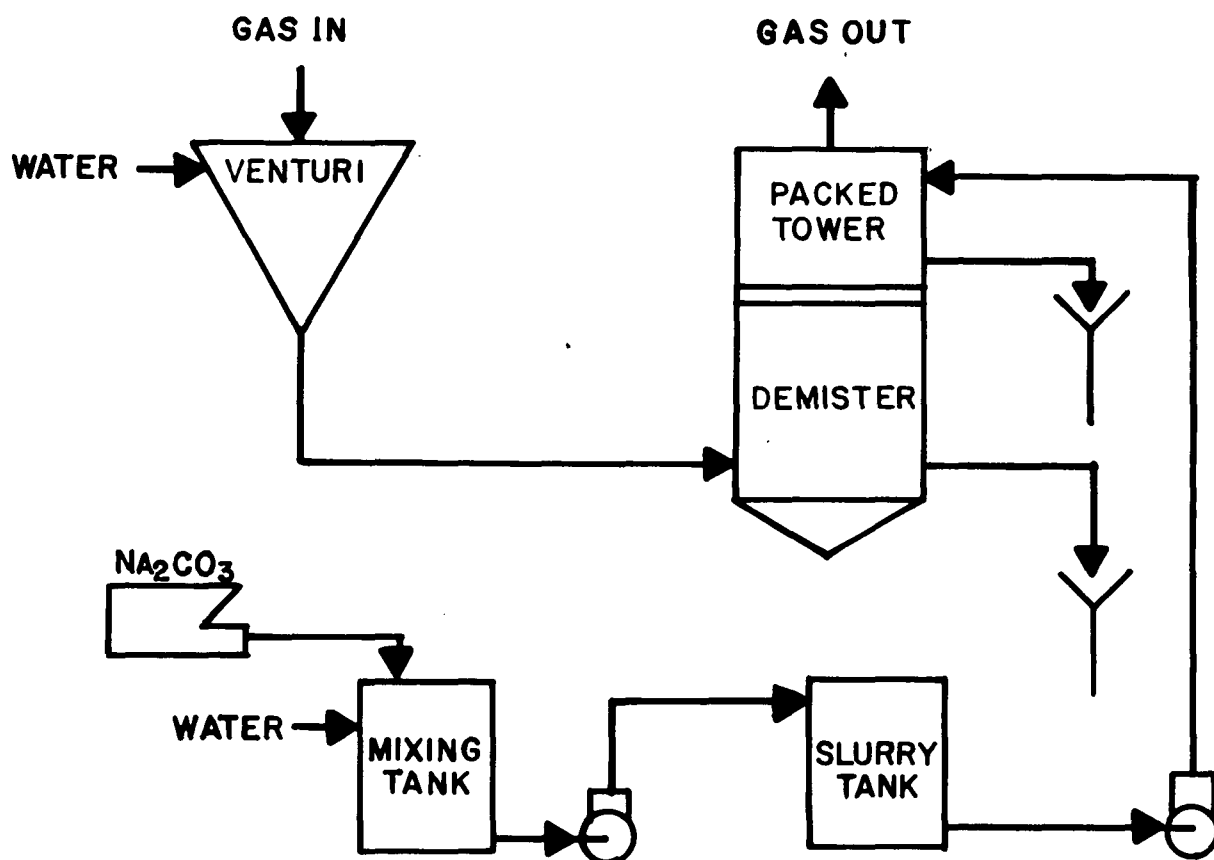 GAS IN
GAS OUT
WATER
VENTURI
PACKED
TOWER
DEMISTER
NA₂CO₃
WATER
MIXING
TANK
SLURRY
TANK